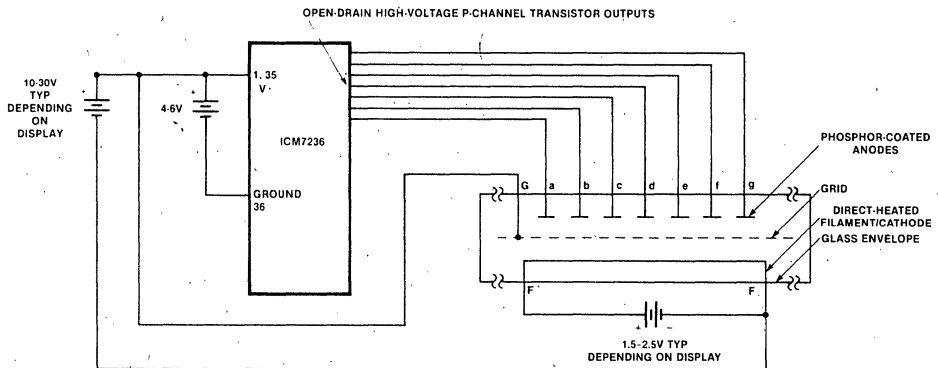 OPEN-DRAIN HIGH-VOLTAGE P-CHANNEL TRANSISTOR OUTPUTS
10-30V
TYP
DEPENDING
ON
DISPLAY
+
4-6V
+
1. 35
V
ICM7236
GROUND
36
PHOSPHOR-COATED
ANODES
G a b c d e f g
GRID
DIRECT-HEATED
FILAMENT/CATHODE
GLASS ENVELOPE
F F
+ −
1.5-2.5V TYP
DEPENDING ON DISPLAY